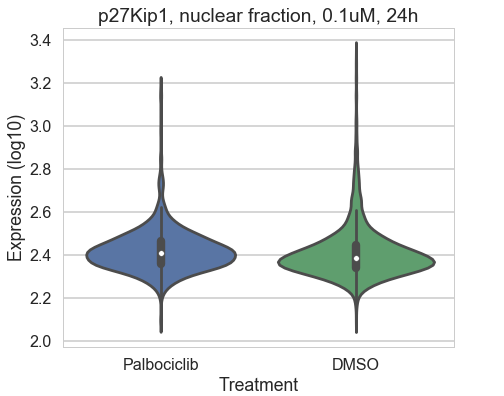 p27Kip1, nuclear fraction, 0.1uM, 24h
3.4
3.2
3.0
2.8
2.6
2.4
2.2
2.0
Expression (log10)
Palbociclib DMSO
Treatment